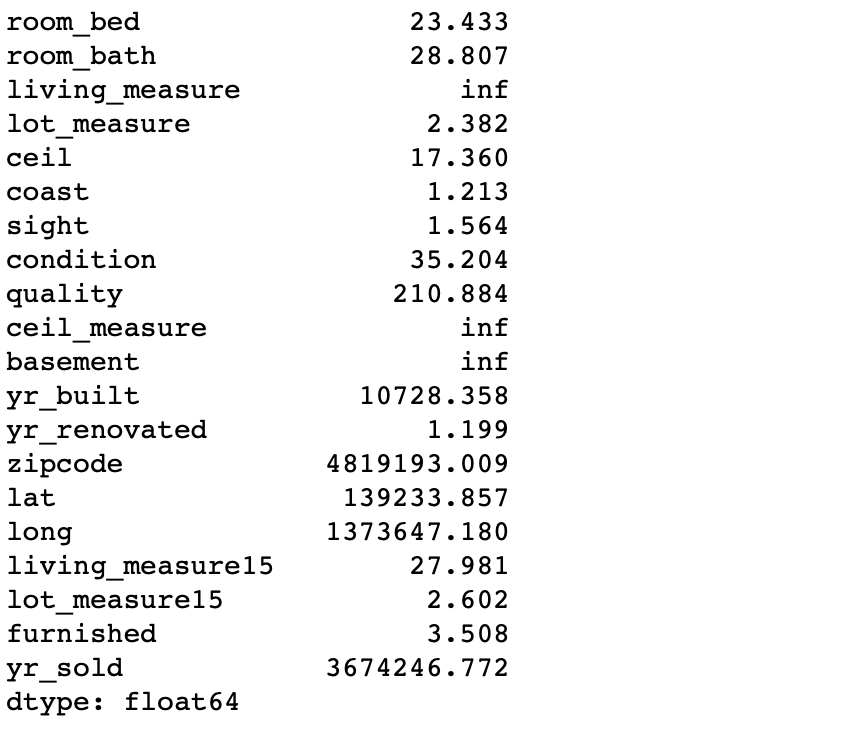 room_bed 23.433
room_bath 28.807
living_measure inf
lot_measure 2.382
ceil 17.360
coast 1.213
sight 1.564
condition 35.204
quality 210.884
ceil_measure inf
basement inf
yr_built 10728.358
yr_renovated 1.199
zipcode 4819193.009
lat 139233.857
long 1373647.180
living_measure15 27.981
lot_measure15 2.602
furnished 3.508
yr_sold 3674246.772
dtype: float64